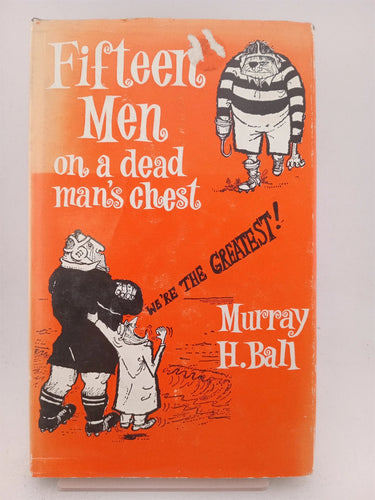 Fifteen
Men
on a dead
man's chest
WE'RE THE GREATEST!
Murray
H. Ball